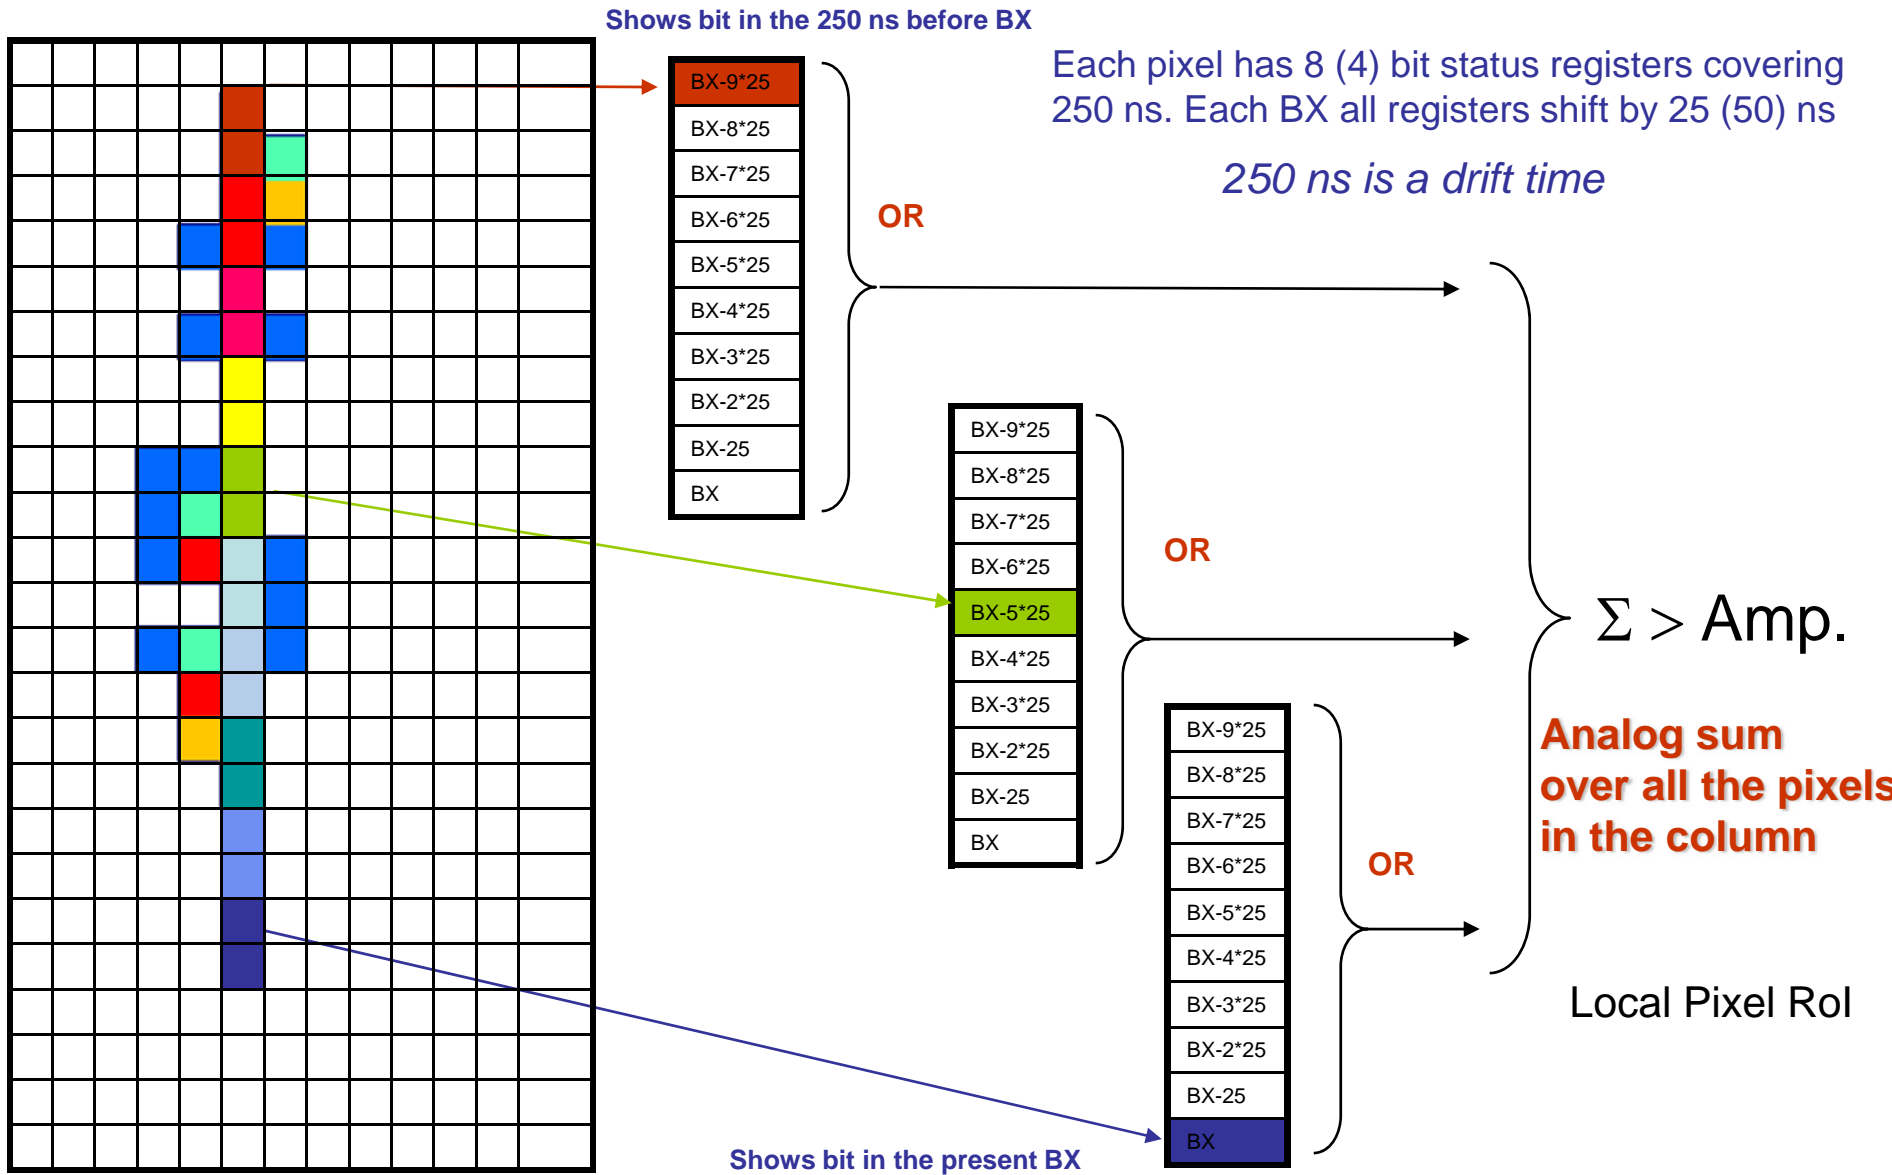 Shows bit in the 250 ns before BX
Each pixel has 8 (4) bit status registers covering
250 ns. Each BX all registers shift by 25 (50) ns
250 ns is a drift time
BX-9*25
BX-8*25
BX-7*25
BX-6*25
BX-5*25
BX-4*25
BX-3*25
BX-2*25
BX-25
BX
OR
BX-9*25
BX-8*25
BX-7*25
BX-6*25
BX-5*25
BX-4*25
BX-3*25
BX-2*25
BX-25
BX
OR
BX-9*25
BX-8*25
BX-7*25
BX-6*25
BX-5*25
BX-4*25
BX-3*25
BX-2*25
BX-25
BX
OR
Σ > Amp.
Analog sum
over all the pixels
in the column
Local Pixel RoI
Shows bit in the present BX